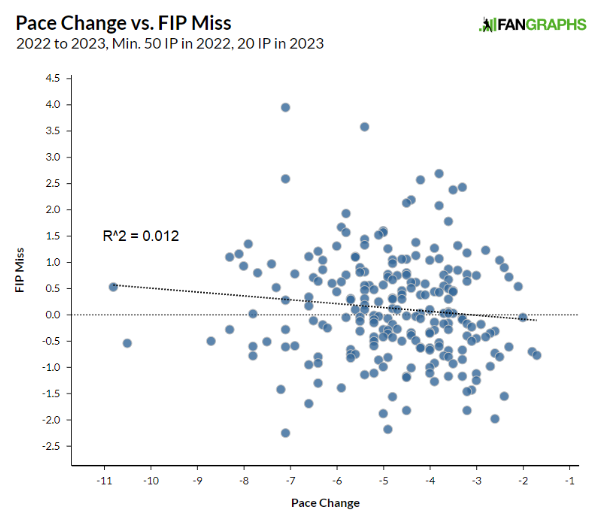 Pace Change vs. FIP Miss
2022 to 2023, Min. 50 IP in 2022, 20 IP in 2023
FANGRAPHS
4.5
4.0
3.5
3.0
2.5
2.0
1.5
R^2 = 0.012
1.0
0.5
0.0
-0.5
-1.0
-1.5
-2.0
-2.5
FIP Miss
-11 -10 -9 -8 -7 -6 -5 -4 -3 -2 -1
Pace Change